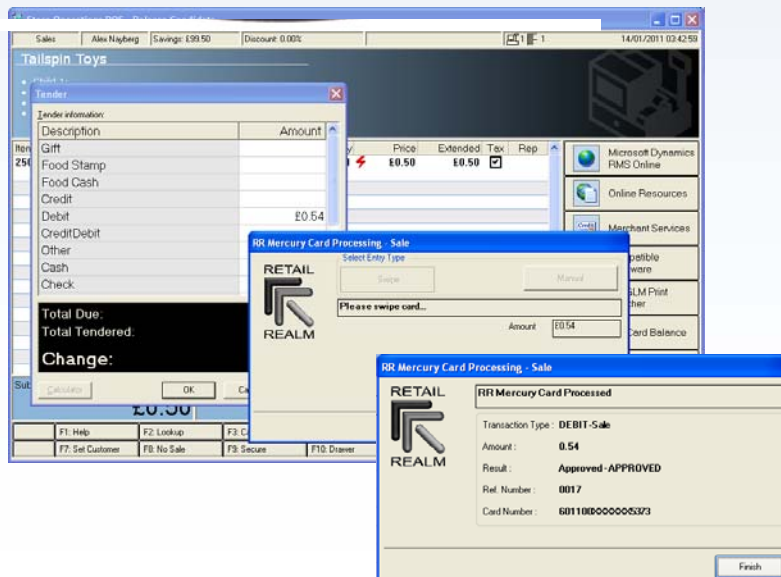 Sales Alex Nayberg Savings: £99.50 Discount: 0.00% 1 1 14/01/2011 03:42:59
Tailspin Toys
Tender
Tender information:
Description Amount
Gift
Food Stamp
Food Cash
Credit
Debit £0.54
CreditDebit
Other
Cash
Check
Total Due:
Total Tendered:
Change:
Calculator OK
Price Extended Tax Rep
£0.50 £0.50
Microsoft Dynamics
RMS Online
Online Resources
Merchant Services
Card Balance
£0.50
F1: Help F2: Lookup
F7: Set Customer F8: No Sale F9: Secure F10: Drawer
RR Mercury Card Processing - Sale
RETAIL
REALM
Select Entry Type
Swipe Manual
Please swipe card...
Amount £0.54
RR Mercury Card Processing - Sale
RETAIL
REALM
RR Mercury Card Processed
Transaction Type : DEBIT-Sale
Amount : 0.54
Result : Approved-APPROVED
Ref. Number : 0017
Finish
Card Number :